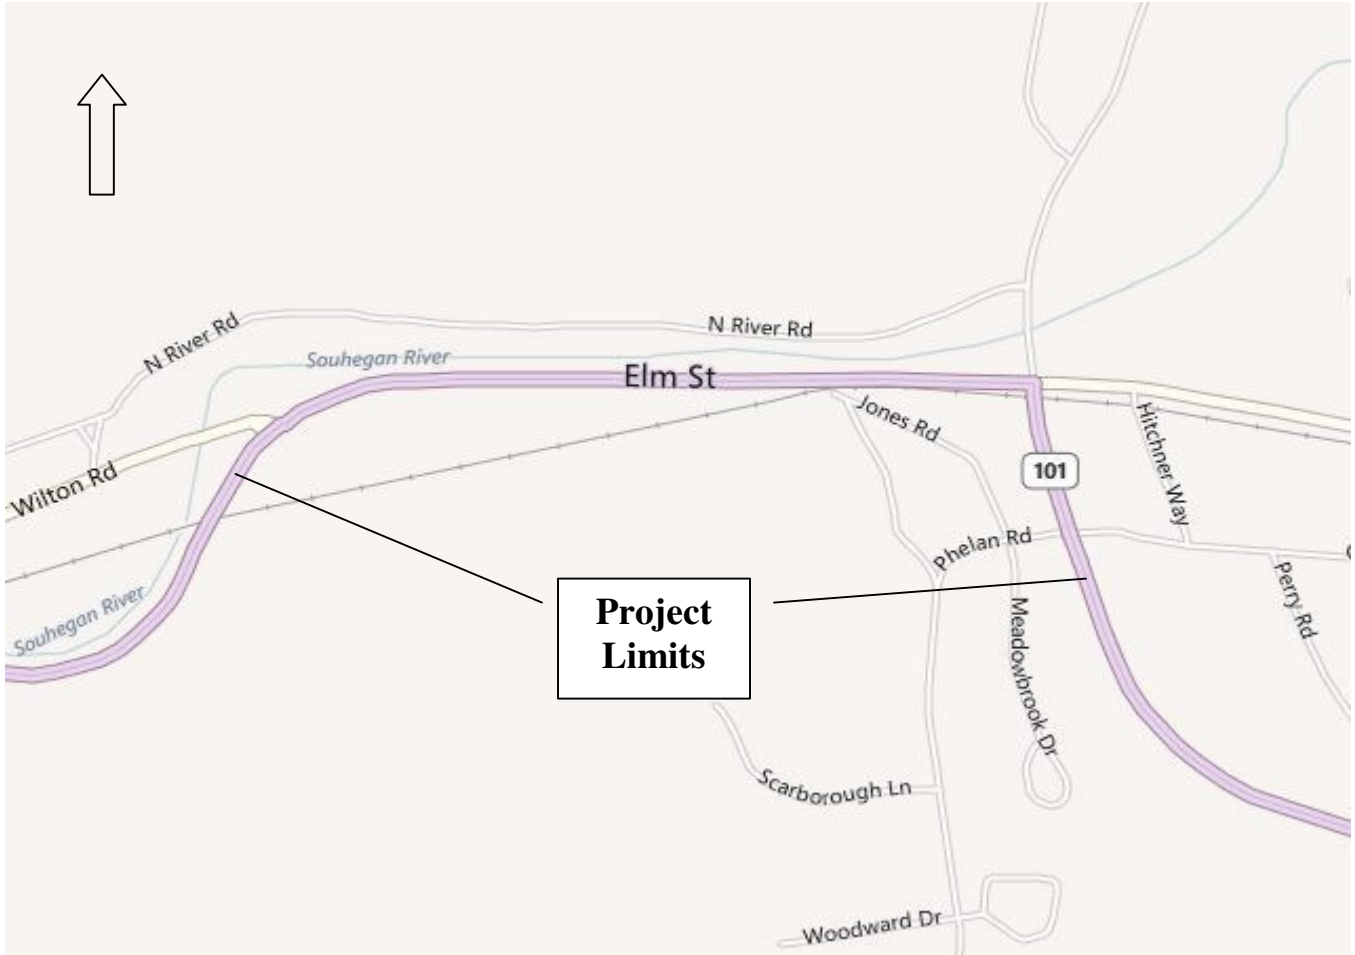 N River Rd
N River Rd
Souhegan River
Elm St
Jones Rd
Hitchner Way
101
Wilton Rd
Phelan Rd
Perry Rd
Souhegan River
Project
Limits
Meadowbrook Dr
Scarborough Ln
Woodward Dr